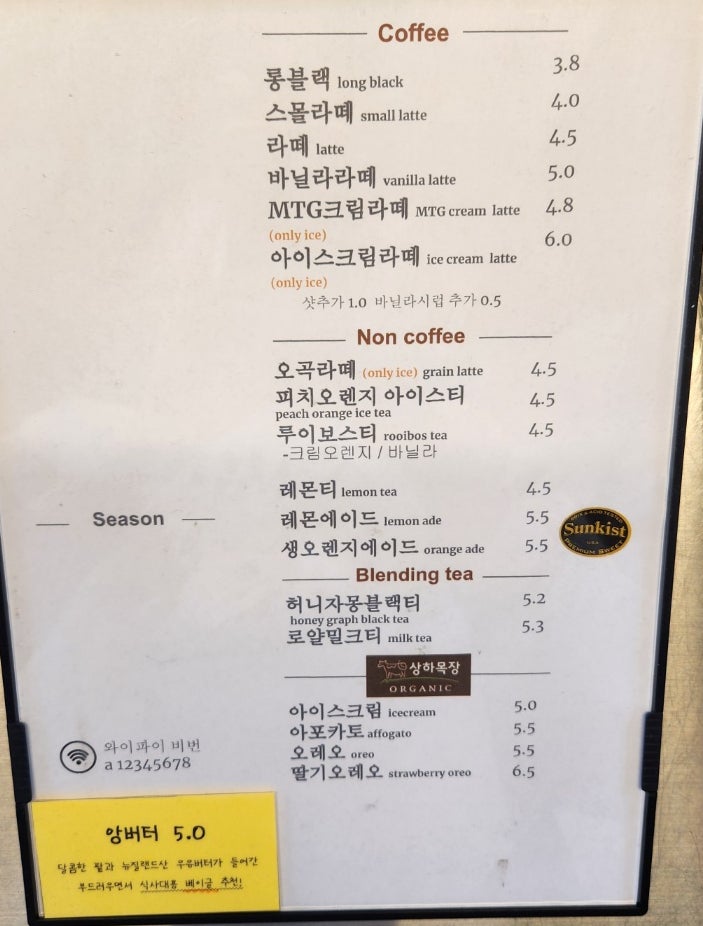 Coffee
롱블랙 long black 3.8
스몰라떼 small latte 4.0
라떼 latte 4.5
바닐라라떼 vanilla latte 5.0
MTG크림라떼 MTG cream latte 4.8
(only ice)
아이스크림라떼 ice cream latte 6.0
(only ice)
샷추가 1.0 바닐라시럽 추가 0.5
Non coffee
오곡라떼 (only ice) grain latte 4.5
피치오렌지 아이스티 4.5
peach orange ice tea
루이보스티 rooibos tea 4.5
-크림오렌지 / 바닐라
레몬티 lemon tea 4.5
Season
레몬에이드 lemon ade 5.5
생오렌지에이드 orange ade 5.5
Sunkist
USA
PREMIUM SWEET
Blending tea
허니자몽블랙티 5.2
honey graph black tea
로얄밀크티 milk tea 5.3
상하목장
ORGANIC
아이스크림 icecream 5.0
아포카토 affogato 5.5
오레오 oreo 5.5
딸기오레오 strawberry oreo 6.5
와이파이 비번
a 12345678
앙버터 5.0
달콤한 팥과 뉴질랜드산 우유버터가 들어간
부드러우면서 식사대용 베이글 추천!